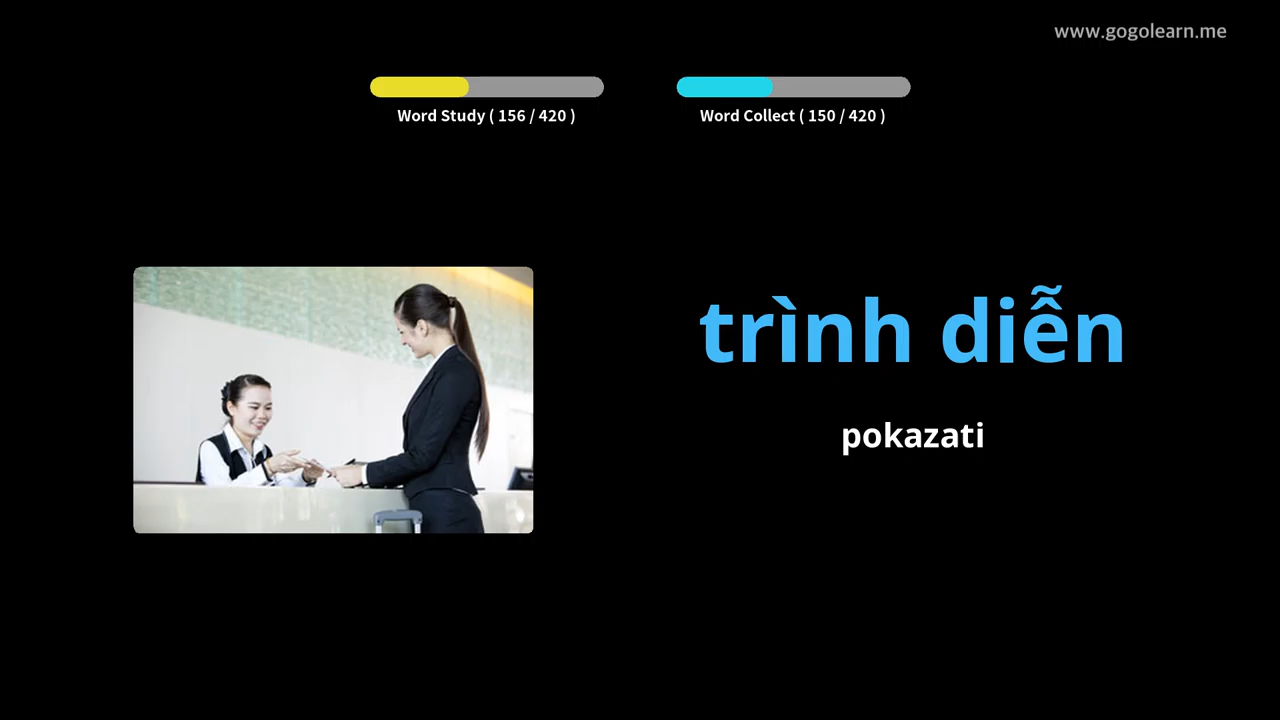 www.gogolearn.me
Word Study ( 156 / 420 )
Word Collect ( 150 / 420 )
trình diễn
pokazati